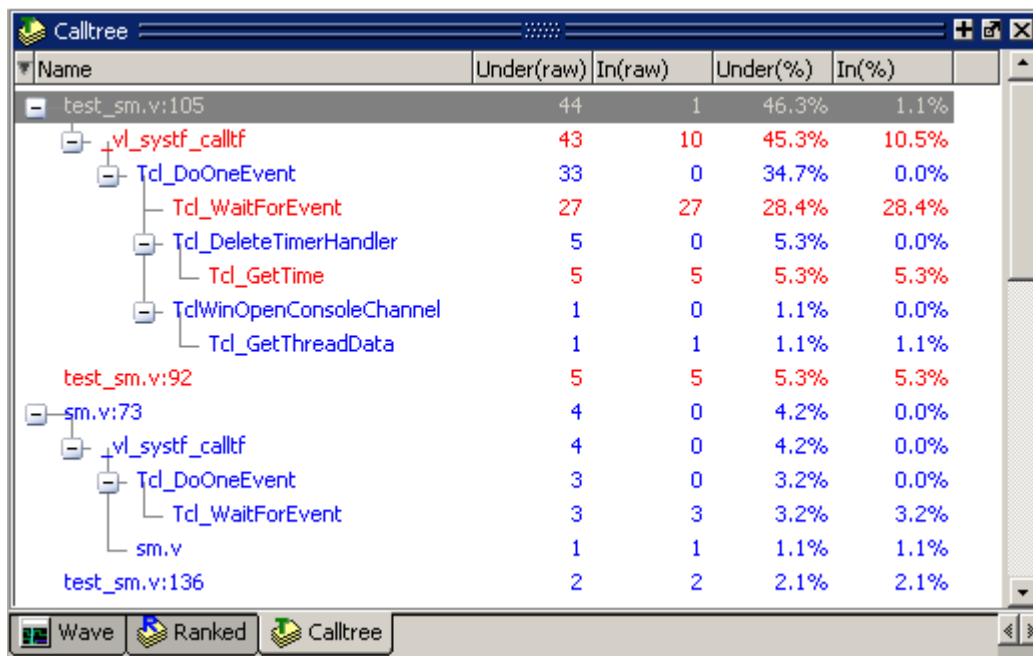 Calltree
Name Under(raw) In(raw) Under(%) In(%)
test_sm.v:105 44 1 46.3% 1.1%
_vl_systf_calltf 43 10 45.3% 10.5%
Tcl_DoOneEvent 33 0 34.7% 0.0%
Tcl_WaitForEvent 27 27 28.4% 28.4%
Tcl_DeleteTimerHandler 5 0 5.3% 0.0%
Tcl_GetTime 5 5 5.3% 5.3%
TclWinOpenConsoleChannel 1 0 1.1% 0.0%
Tcl_GetThreadData 1 1 1.1% 1.1%
test_sm.v:92 5 5 5.3% 5.3%
sm.v:73 4 0 4.2% 0.0%
_vl_systf_calltf 4 0 4.2% 0.0%
Tcl_DoOneEvent 3 0 3.2% 0.0%
Tcl_WaitForEvent 3 3 3.2% 3.2%
sm.v 1 1 1.1% 1.1%
test_sm.v:136 2 2 2.1% 2.1%
Wave Ranked Calltree